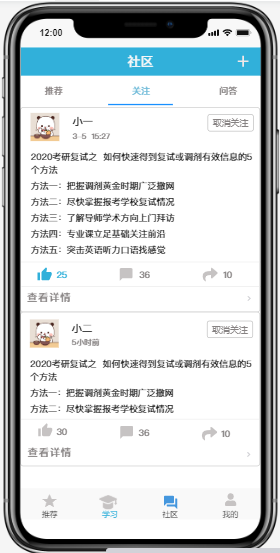 12:00
社区 +
推荐 关注 问答
小一 取消关注
3-5 15:27
2020考研复试之 如何快速得到复试或调剂有效信息的5
个方法
方法一：把握调剂黄金时期广泛撒网
方法二：尽快掌握报考学校复试情况
方法三：了解导师学术方向上门拜访
方法四：专业课立足基础关注前沿
方法五：突击英语听力口语找感觉
25 36 10
查看详情 >
小二 取消关注
5小时前
2020考研复试之 如何快速得到复试或调剂有效信息的5
个方法
方法一：把握调剂黄金时期广泛撒网
方法二：尽快掌握报考学校复试情况
30 36 10
查看详情 >
推荐 学习 社区 我的